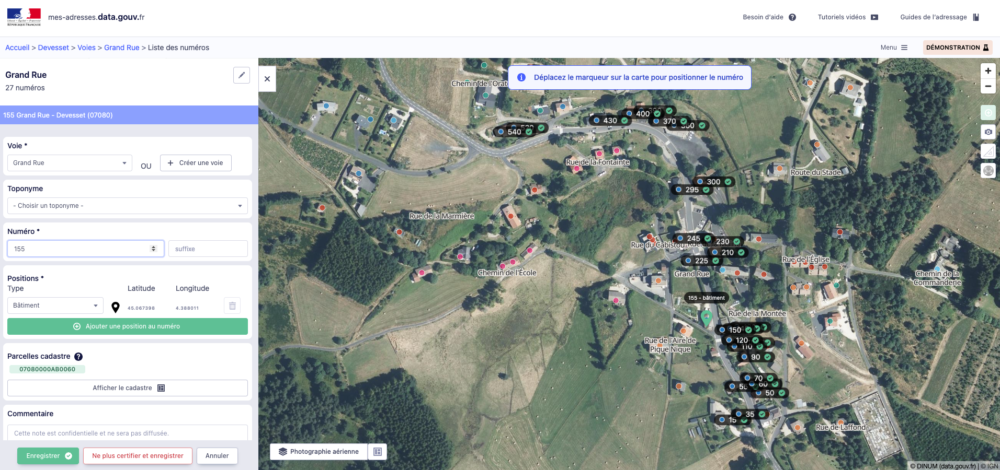 RÉPUBLIQUE FRANÇAISE
mes-adresses.data.gouv.fr
Besoin d'aide
Tutoriels vidéos
Guides de l'adressage
Accueil > Devesset > Voies > Grand Rue > Liste des numéros
Menu
DÉMONSTRATION
Grand Rue
27 numéros
155 Grand Rue - Devesset (07080)
Voie *
Grand Rue
OU
Créer une voie
Toponyme
- Choisir un toponyme -
Numéro *
155
suffixe
Positions *
Type
Latitude
Longitude
Bâtiment
45.067398
4.388011
Ajouter une position au numéro
Parcelles cadastre
07080000AB0060
Afficher le cadastre
Commentaire
Cette note est confidentielle et ne sera pas diffusée.
Enregistrer
Ne plus certifier et enregistrer
Annuler
Déplacez le marqueur sur la carte pour positionner le numéro
Chemin de l'Orat
400
430
370
540
Rue de la Fontainte
Route du Stade
300
295
Rue de la Marmière
245
230
Rue du Cabistou
210
225
Rue de l'Église
Grand Rue
Chemin de l'École
Chemin de la
Commanderie
155 - bâtiment
Rue de la Montée
150
120
110
Rue de l'Aire de
Pique Nique
90
70
60
55
50
35
15
Rue de Laffond
Photographie aérienne
© DINUM (data.gouv.fr) | © IGN